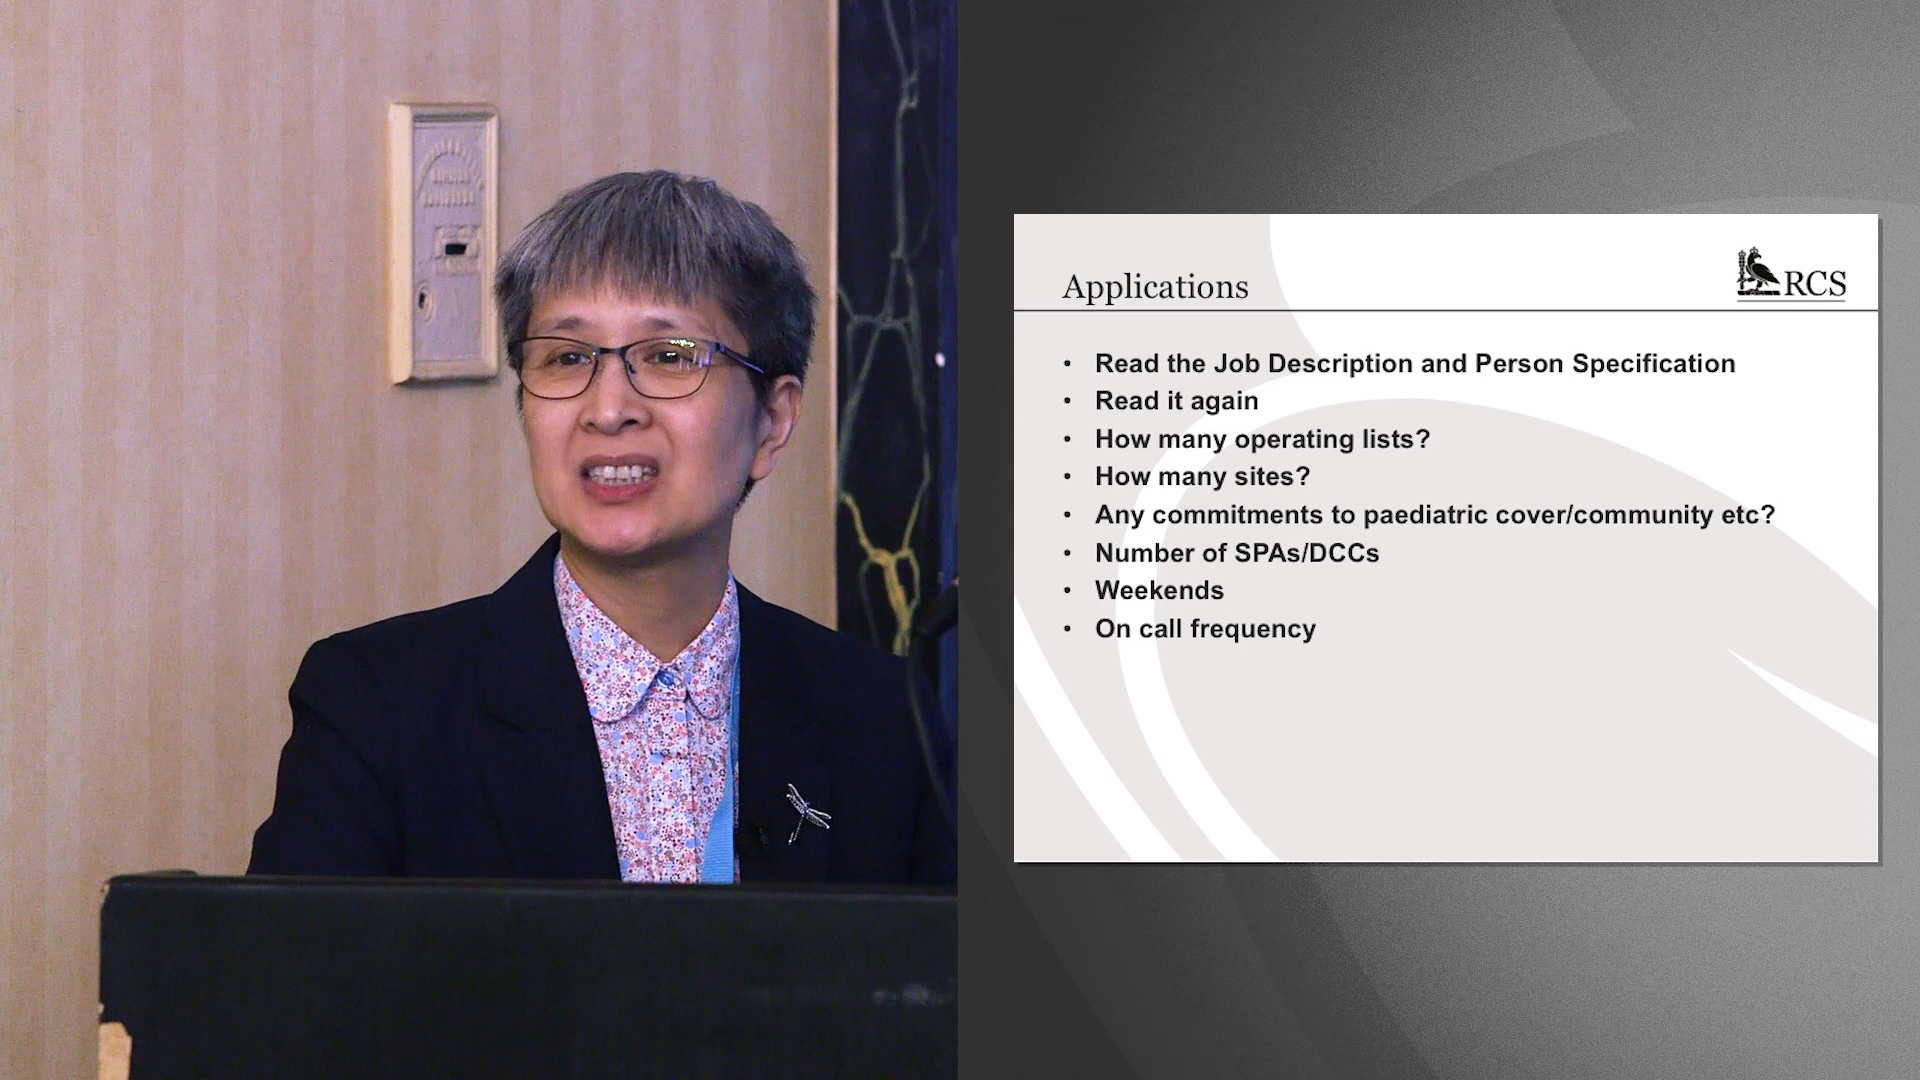 Applications
RCS
Read the Job Description and Person Specification
Read it again
How many operating lists?
How many sites?
Any commitments to paediatric cover/community etc?
Number of SPAs/DCCs
Weekends
On call frequency